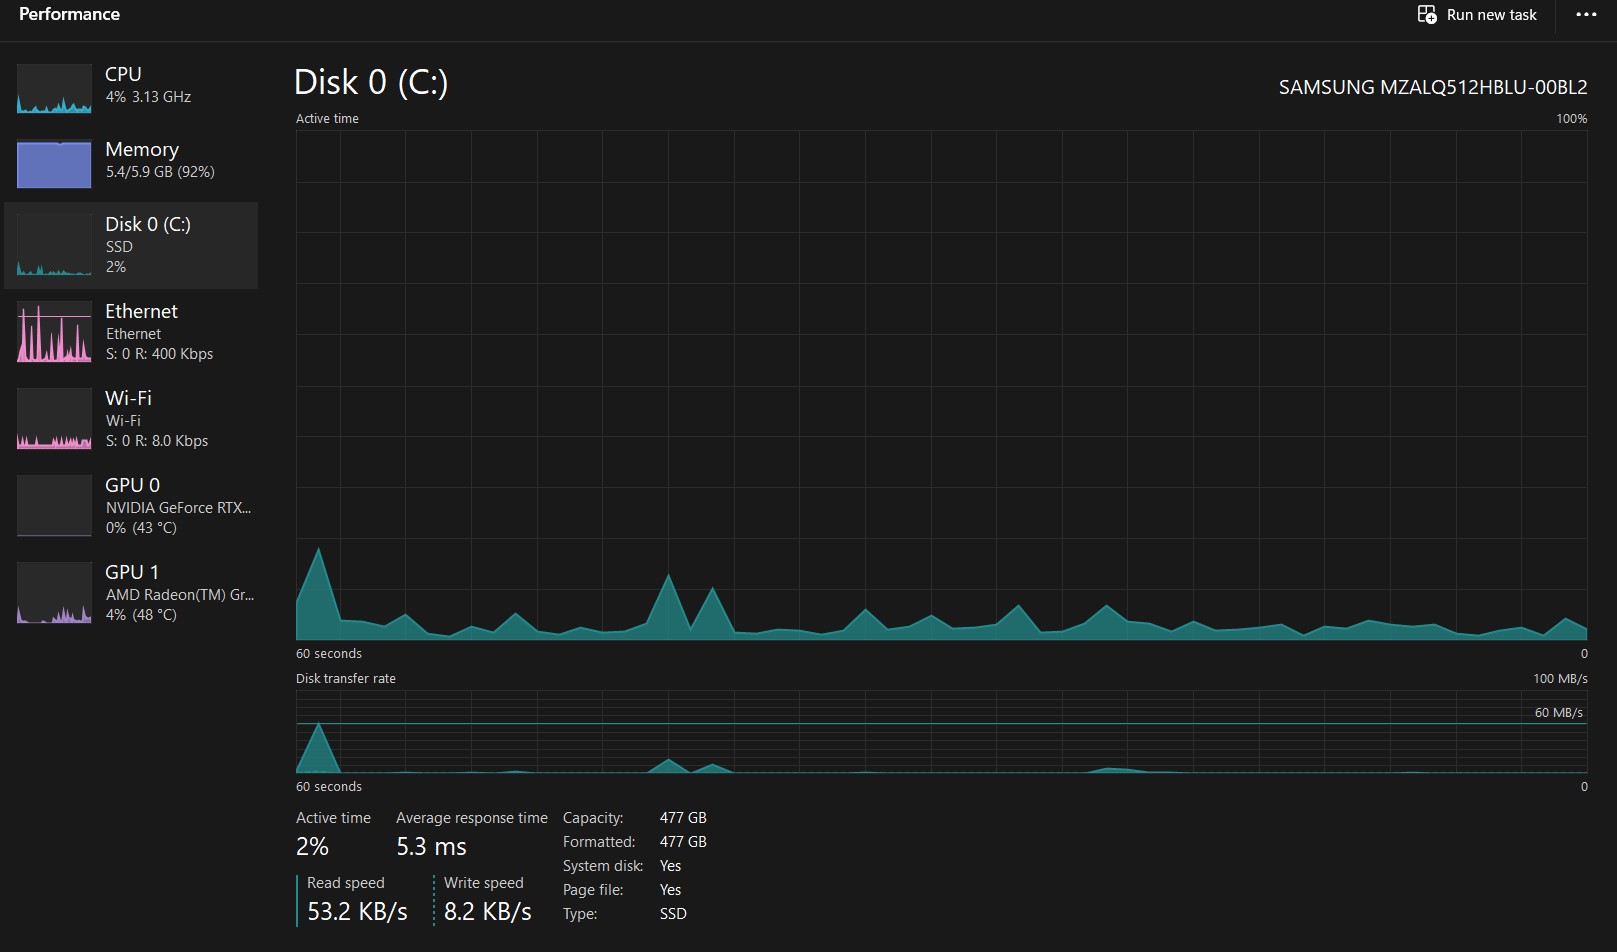 Performance
Run new task
CPU
4% 3.13 GHz
Memory
5.4/5.9 GB (92%)
Disk 0 (C:)
SSD
2%
Ethernet
Ethernet
S: 0 R: 400 Kbps
Wi-Fi
Wi-Fi
S: 0 R: 8.0 Kbps
GPU 0
NVIDIA GeForce RTX...
0% (43 °C)
GPU 1
AMD Radeon(TM) Gr...
4% (48 °C)
Disk 0 (C:)
SAMSUNG MZALQ512HBLU-00BL2
Active time
100%
60 seconds
0
Disk transfer rate
100 MB/s
60 MB/s
60 seconds
0
Active time
2%
Average response time
5.3 ms
Read speed
53.2 KB/s
Write speed
8.2 KB/s
Capacity: 477 GB
Formatted: 477 GB
System disk: Yes
Page file: Yes
Type: SSD